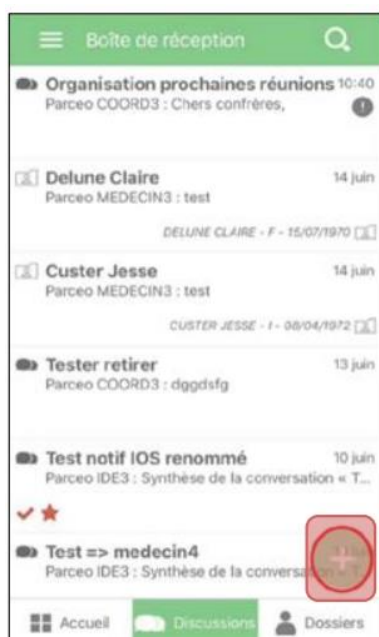 Boîte de réception
Organisation prochaines réunions 10:40
Parceo COORD3 : Chers confrères,
Delune Claire 14 juin
Parceo MEDECIN3 : test
DELUNE CLAIRE - F - 15/07/1970
Custer Jesse 14 juin
Parceo MEDECIN3 : test
CUSTER JESSE - I - 08/04/1972
Tester retirer 13 juin
Parceo COORD3 : dggdsfg
Test notif IOS renommé 10 juin
Parceo IDE3 : Synthèse de la conversation « T...
Test => medecin4
Parceo IDE3 : Synthèse de la conversation « T...
Accueil Discussions Dossiers